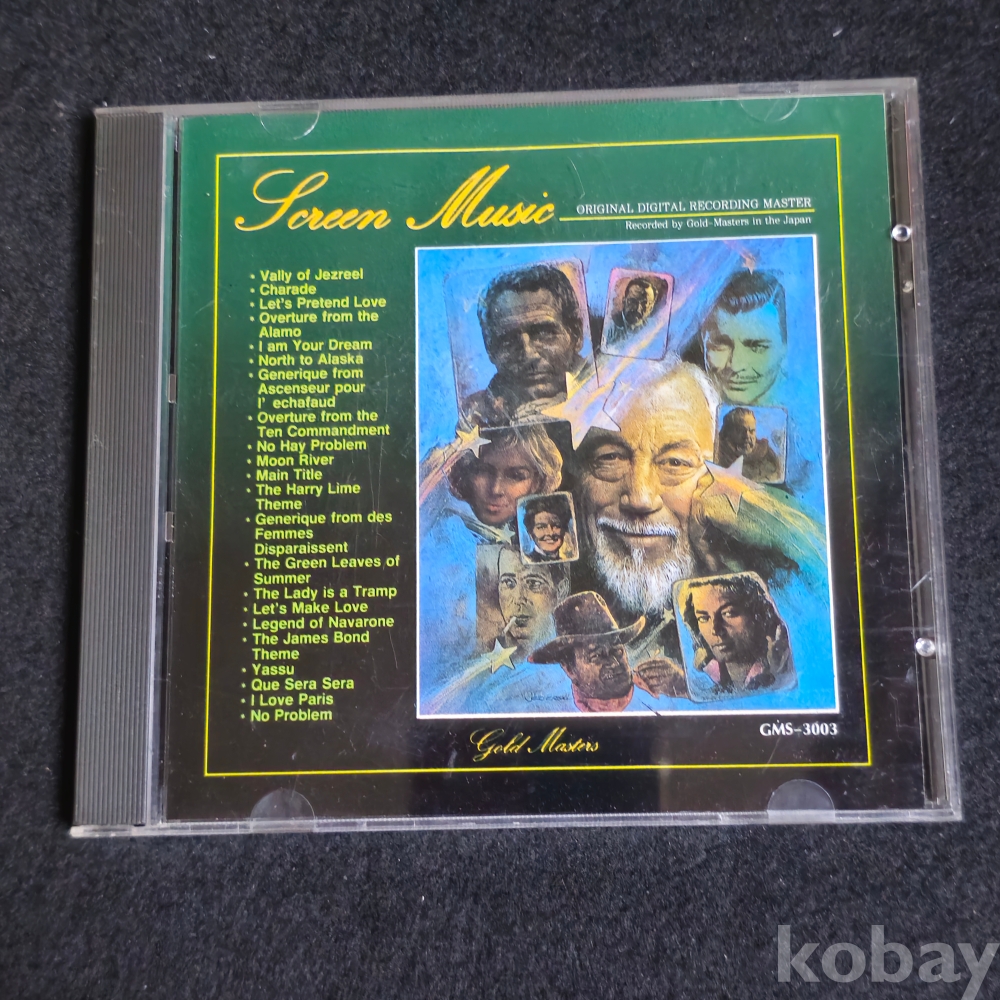 Screen Music
ORIGINAL DIGITAL RECORDING MASTER
Recorded by Gold-Masters in the Japan
• Vally of Jezreel
• Charade
• Let's Pretend Love
• Overture from the
Alamo
• I am Your Dream
• North to Alaska
• Generique from
Ascenseur pour
l' echafaud
• Overture from the
Ten Commandment
• No Hay Problem
• Moon River
• Main Title
• The Harry Lime
Theme
• Generique from des
Femmes
Disparaissent
• The Green Leaves of
Summer
• The Lady is a Tramp
• Let's Make Love
• Legend of Navarone
• The James Bond
Theme
• Yassu
• Que Sera Sera
• I Love Paris
• No Problem
Gold Masters
GMS-3003
kobay